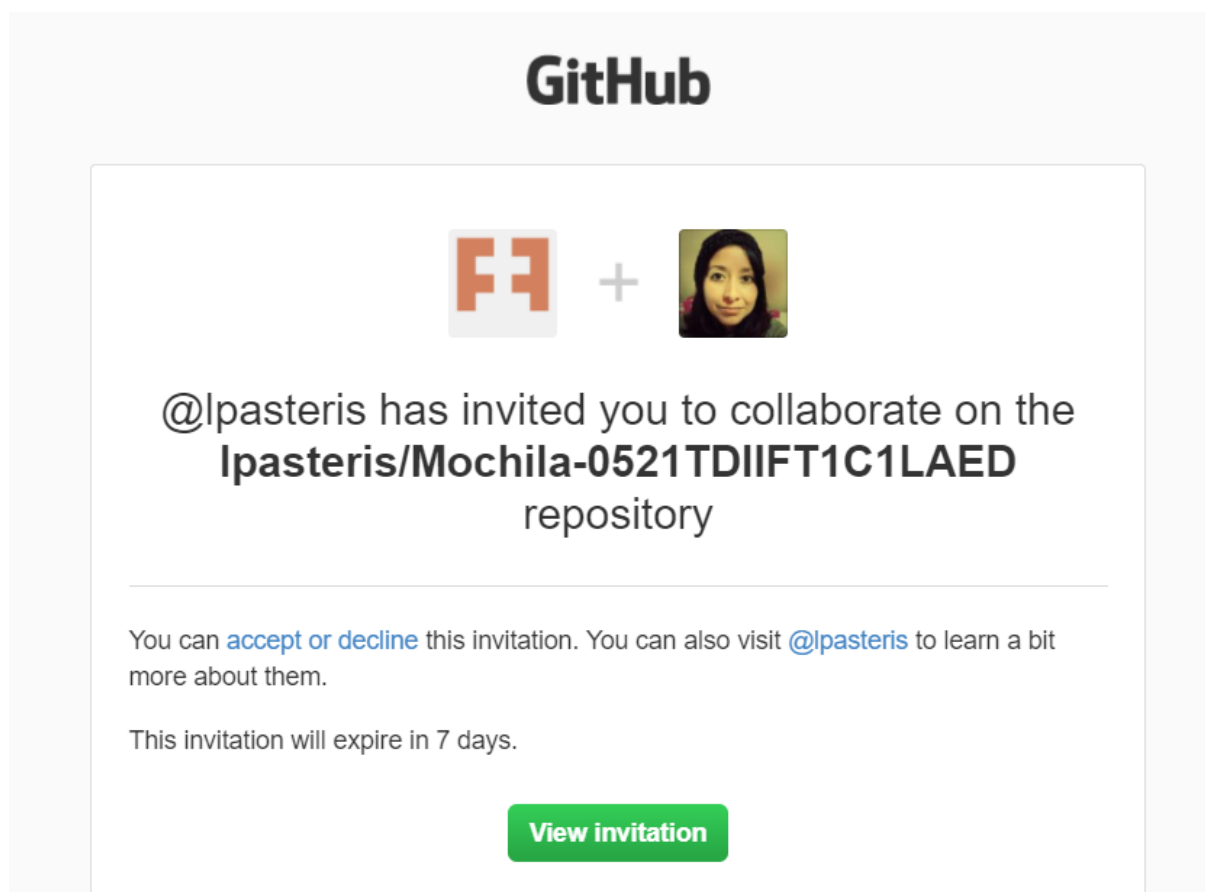 GitHub
@lpasteris has invited you to collaborate on the
lpasteris/Mochila-0521TDIIFT1C1LAED
repository
You can accept or decline this invitation. You can also visit @lpasteris to learn a bit
more about them.
This invitation will expire in 7 days.
View invitation